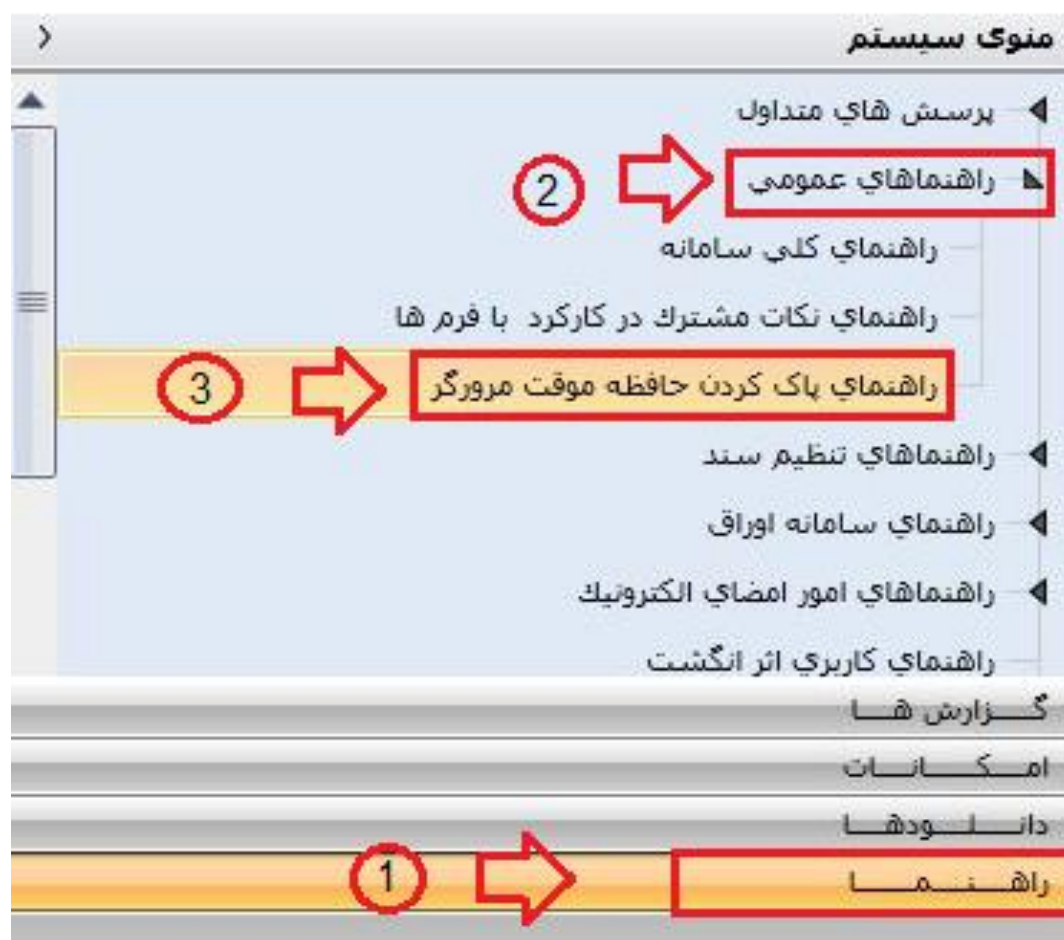 منوی سیستم
پرسش هاي متداول
راهنماهاي عمومي
2
راهنماي كلي سامانه
راهنماي نكات مشترك در كاركرد با فرم ها
راهنماي پاک کردن حافظه موقت مرورگر
3
راهنماهاي تنظيم سند
راهنماي سامانه اوراق
راهنماهاي امور امضاي الكترونيك
راهنماي كاربري اثر انگشت
گـــزارش هـــا
امـــكـــانـــات
دانـــلـــودهـــا
راهـــنـــمـــا
1